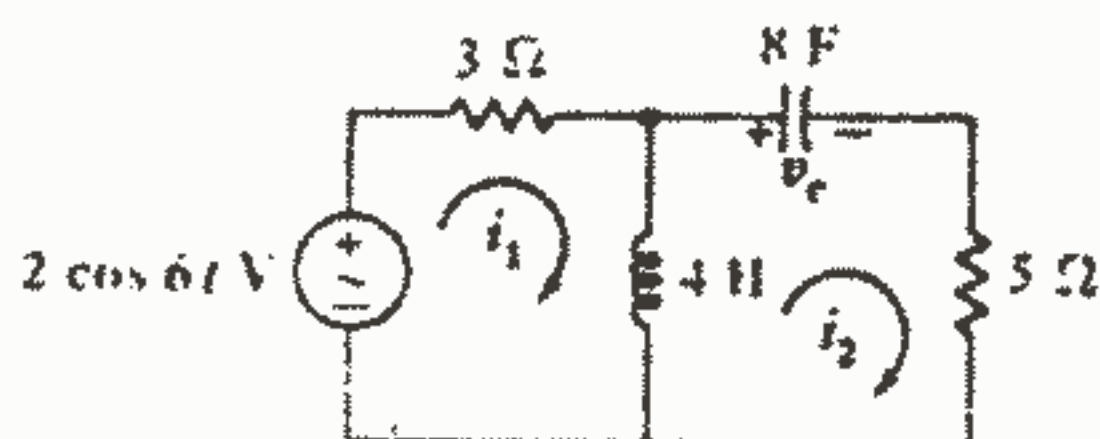 3 Ω
8 F
+ −
v_c
i_1
2 cos 6t V
+
~
−
4 H
5 Ω
i_2